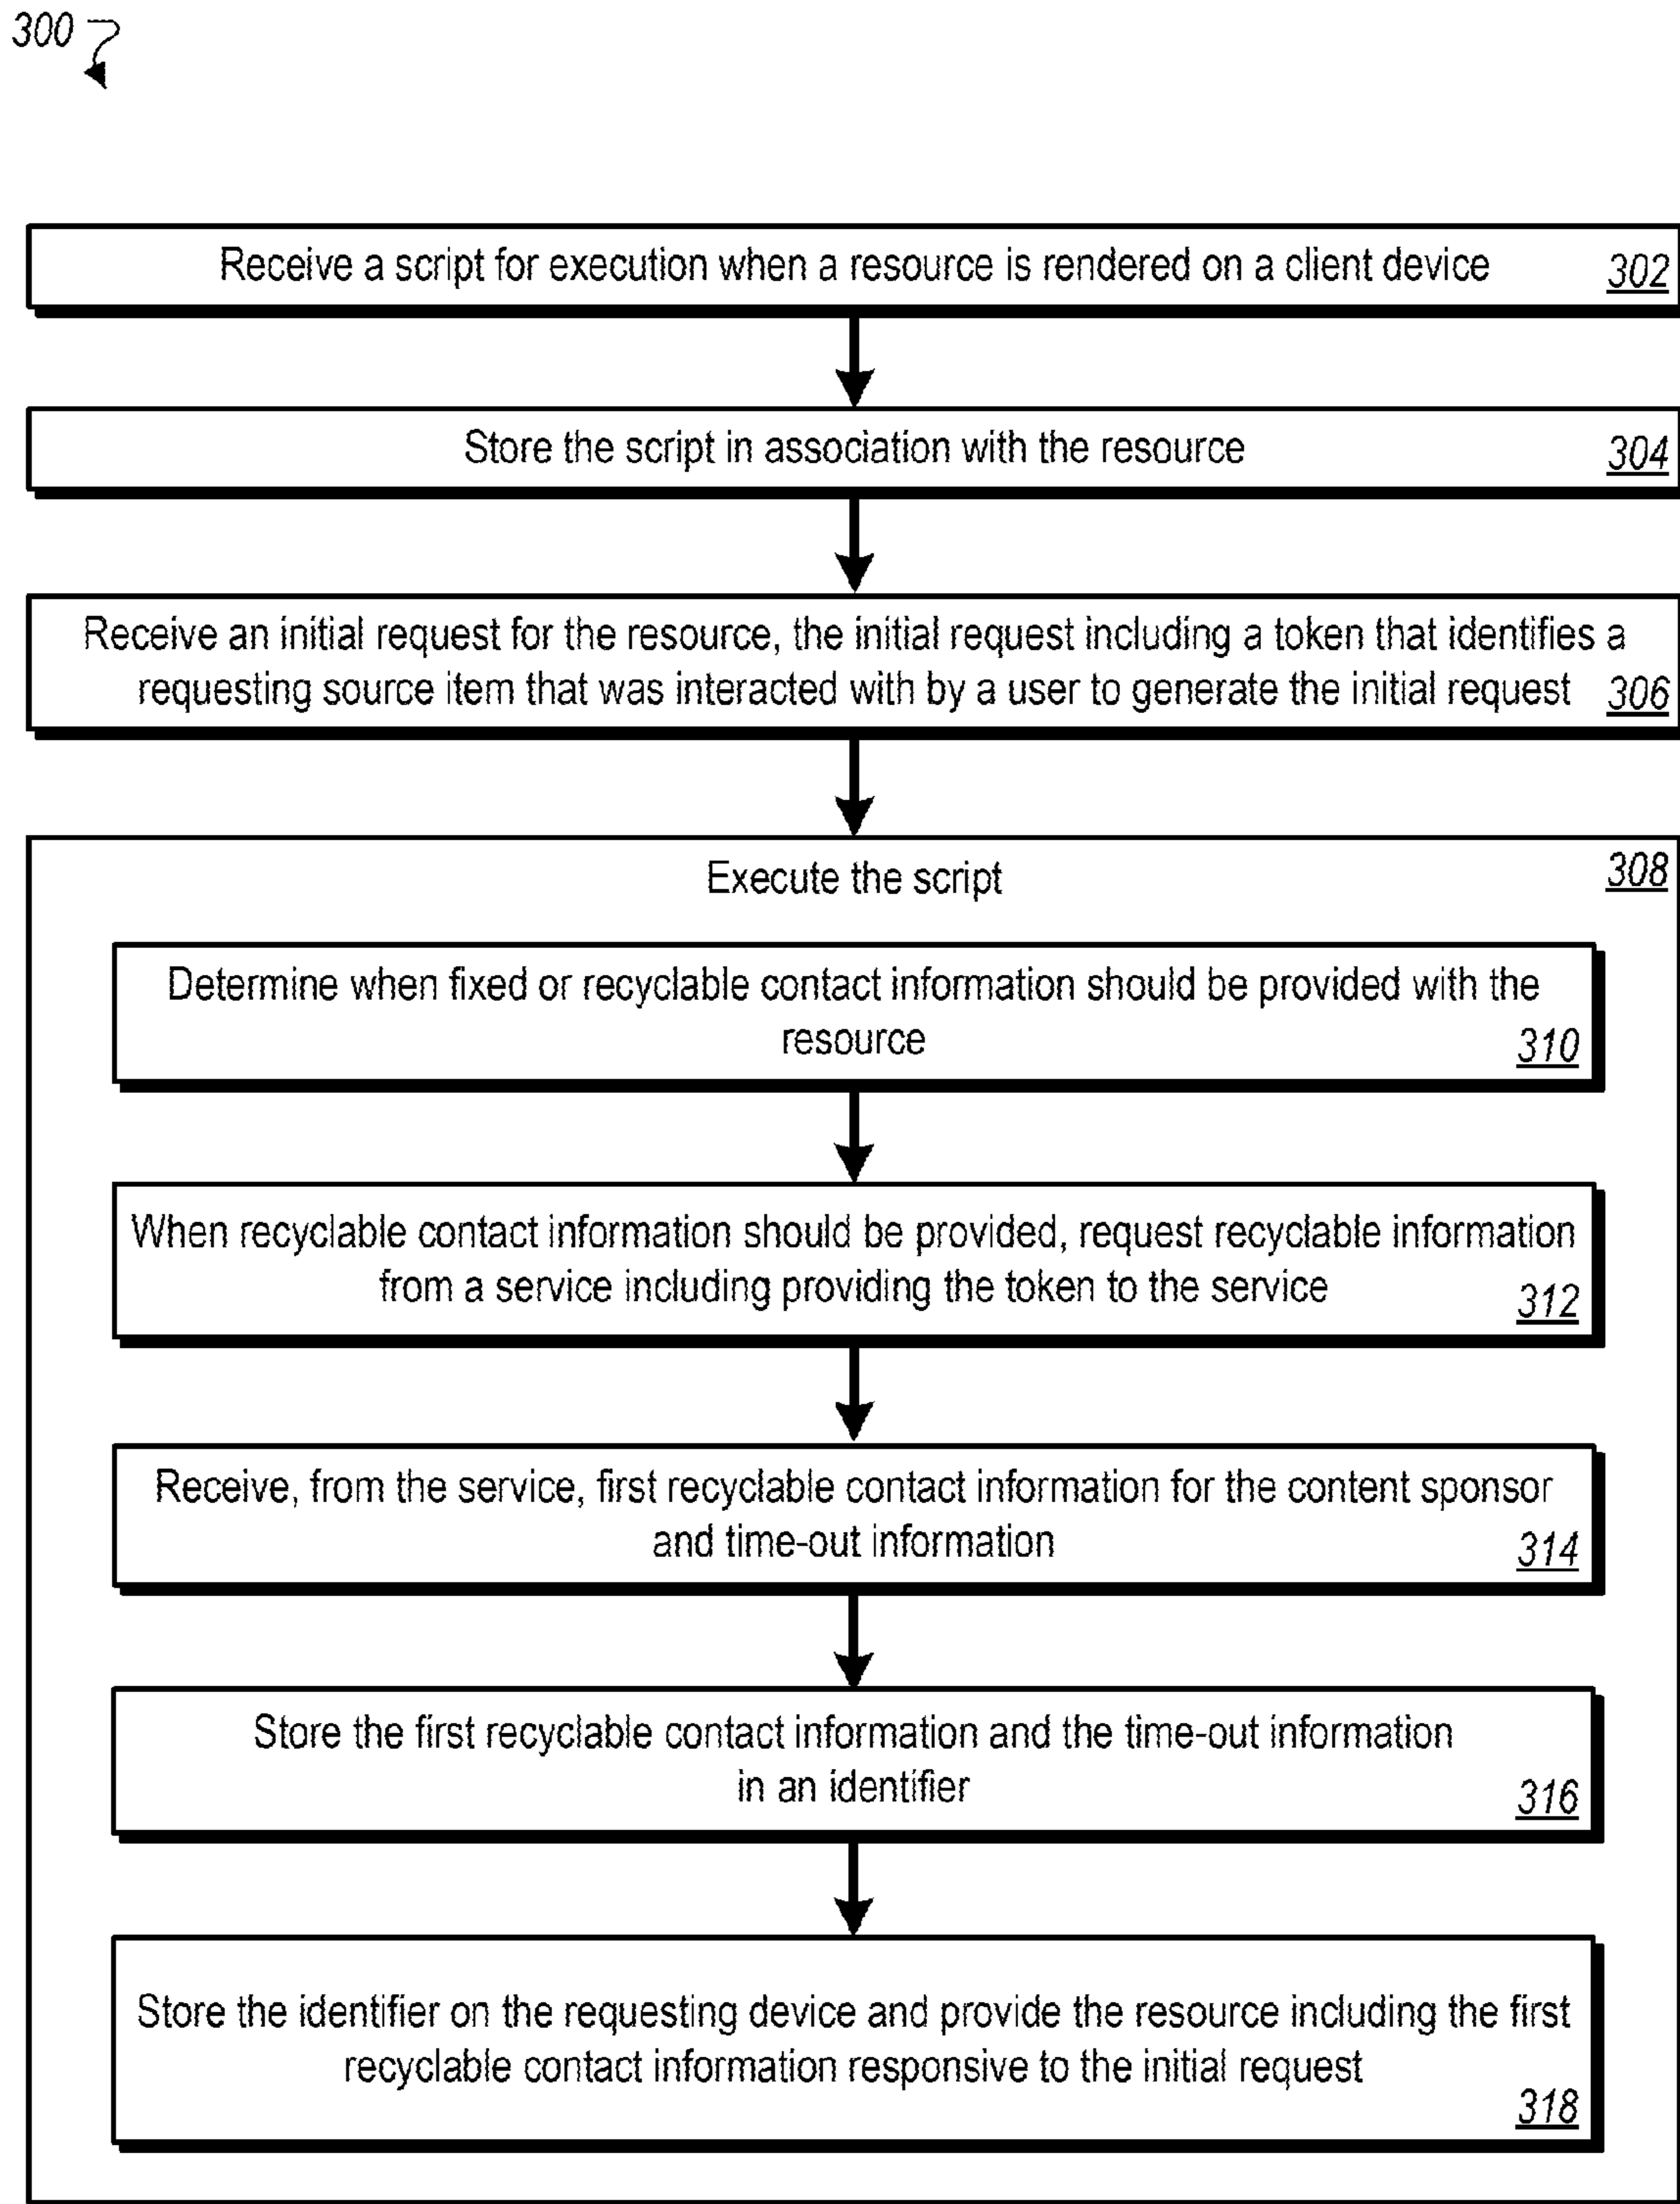 300
Receive a script for execution when a resource is rendered on a client device
302
Store the script in association with the resource
304
Receive an initial request for the resource, the initial request including a token that identifies a
requesting source item that was interacted with by a user to generate the initial request
306
Execute the script
308
Determine when fixed or recyclable contact information should be provided with the
resource
310
When recyclable contact information should be provided, request recyclable information
from a service including providing the token to the service
312
Receive, from the service, first recyclable contact information for the content sponsor
and time-out information
314
Store the first recyclable contact information and the time-out information
in an identifier
316
Store the identifier on the requesting device and provide the resource including the first
recyclable contact information responsive to the initial request
318